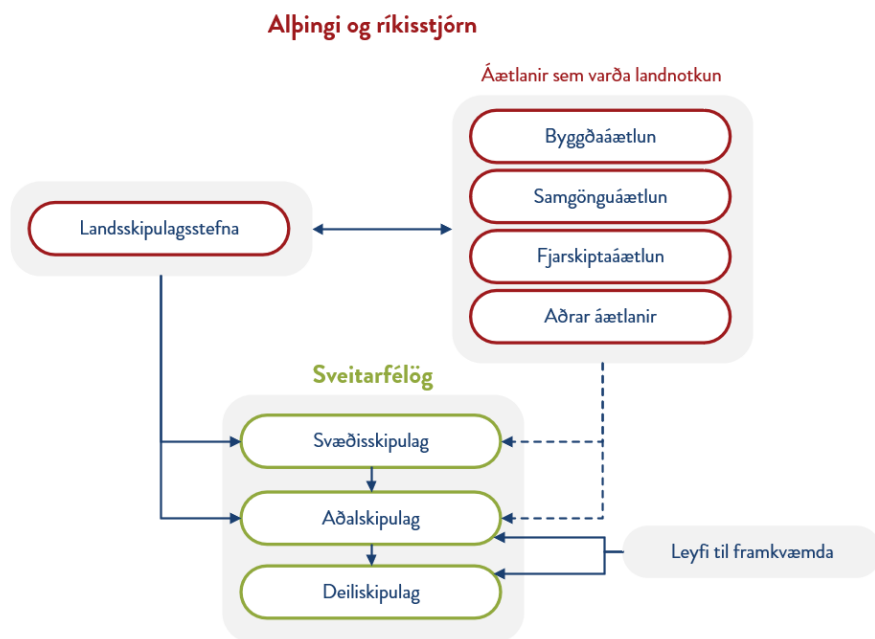 Alþingi og ríkisstjórn
Áætlanir sem varða landnotkun
Byggðaáætlun
Samgönguáætlun
Landsskipulagsstefna
Fjarskiptaáætlun
Aðrar áætlanir
Sveitarfélög
Svæðisskipulag
Aðalskipulag
Leyfi til framkvæmda
Deiliskipulag